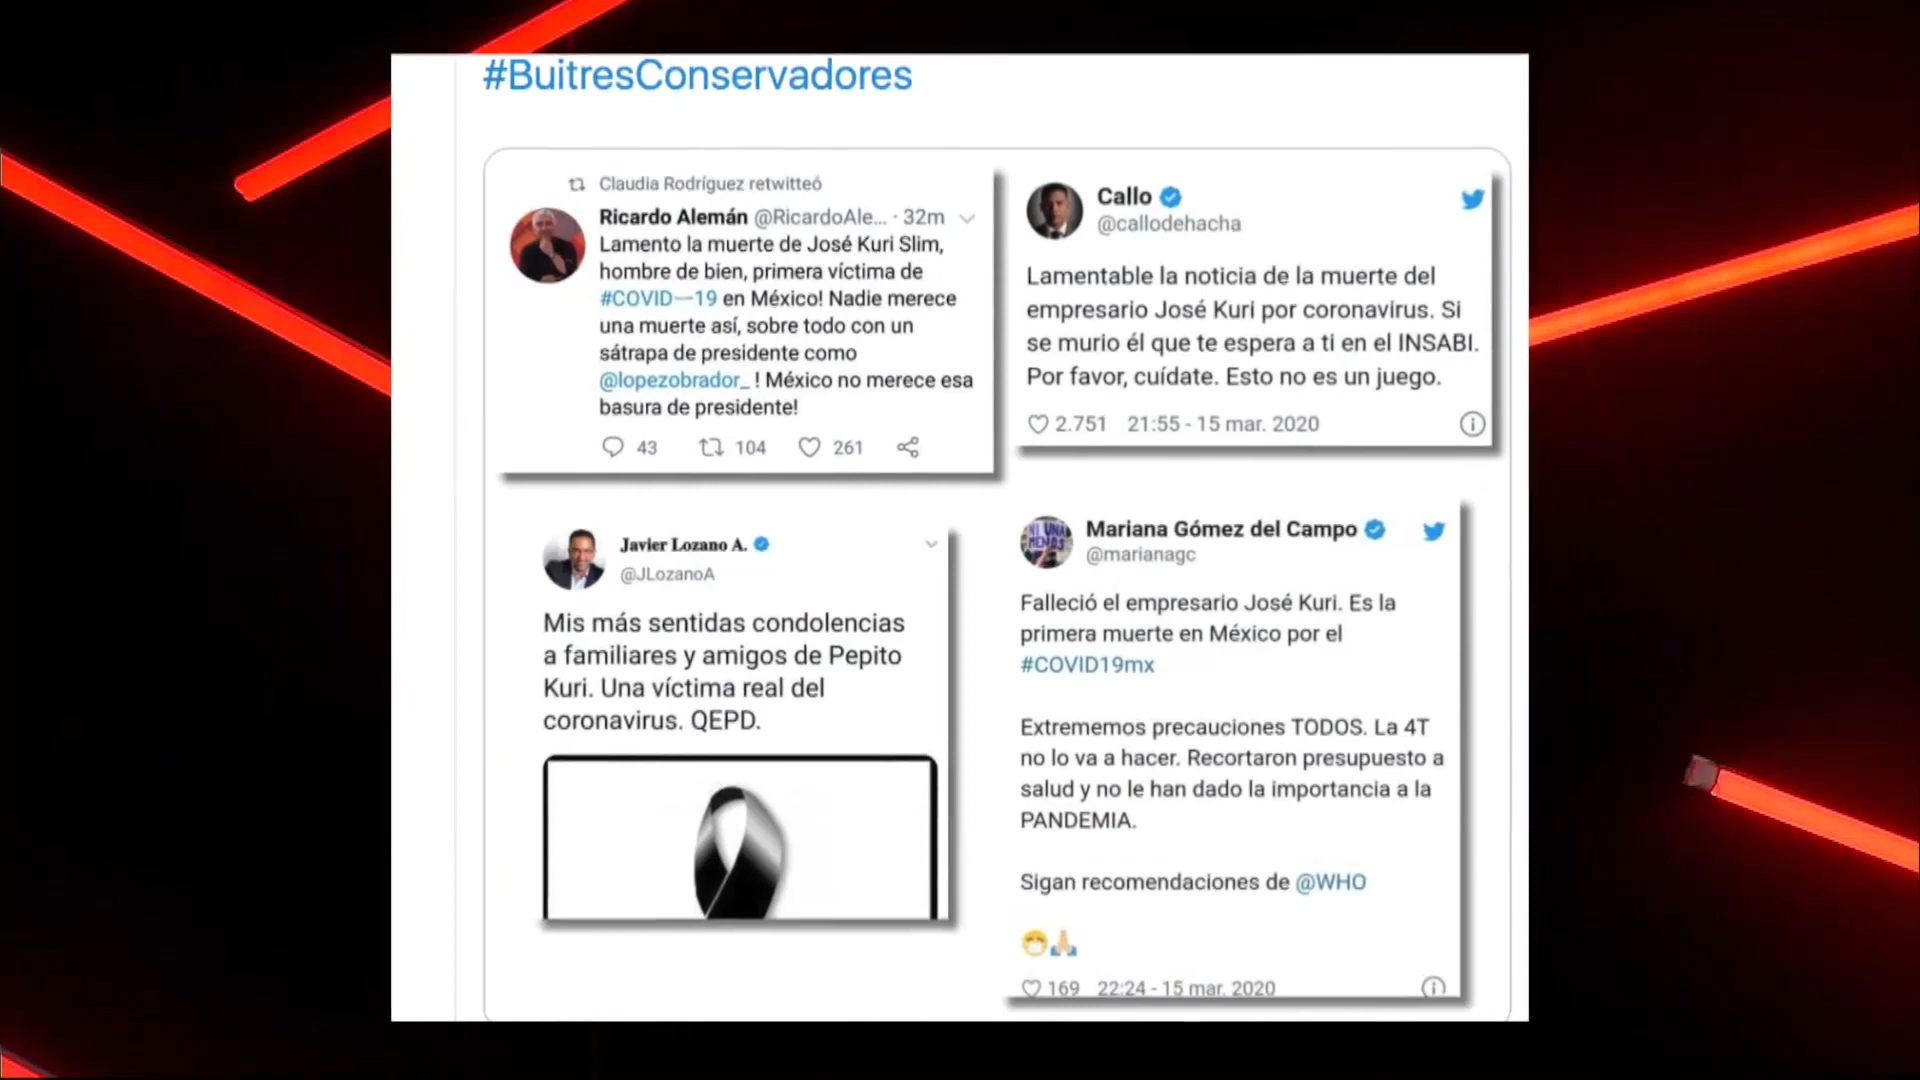 #BuitresConservadores
Claudia Rodríguez retwitteó
Ricardo Alemán @RicardoAle... · 32m
Lamento la muerte de José Kuri Slim,
hombre de bien, primera víctima de
#COVID—19 en México! Nadie merece
una muerte así, sobre todo con un
sátrapa de presidente como
@lopezobrador_ ! México no merece esa
basura de presidente!
43 104 261
Callo
@callodehacha
Lamentable la noticia de la muerte del
empresario José Kuri por coronavirus. Si
se murio él que te espera a ti en el INSABI.
Por favor, cuídate. Esto no es un juego.
2.751 21:55 - 15 mar. 2020
Javier Lozano A.
@JLozanoA
Mis más sentidas condolencias
a familiares y amigos de Pepito
Kuri. Una víctima real del
coronavirus. QEPD.
NI UNA
MENOS
Mariana Gómez del Campo
@marianagc
Falleció el empresario José Kuri. Es la
primera muerte en México por el
#COVID19mx
Extrememos precauciones TODOS. La 4T
no lo va a hacer. Recortaron presupuesto a
salud y no le han dado la importancia a la
PANDEMIA.
Sigan recomendaciones de @WHO
😷🙏🏼
169 22:24 - 15 mar. 2020